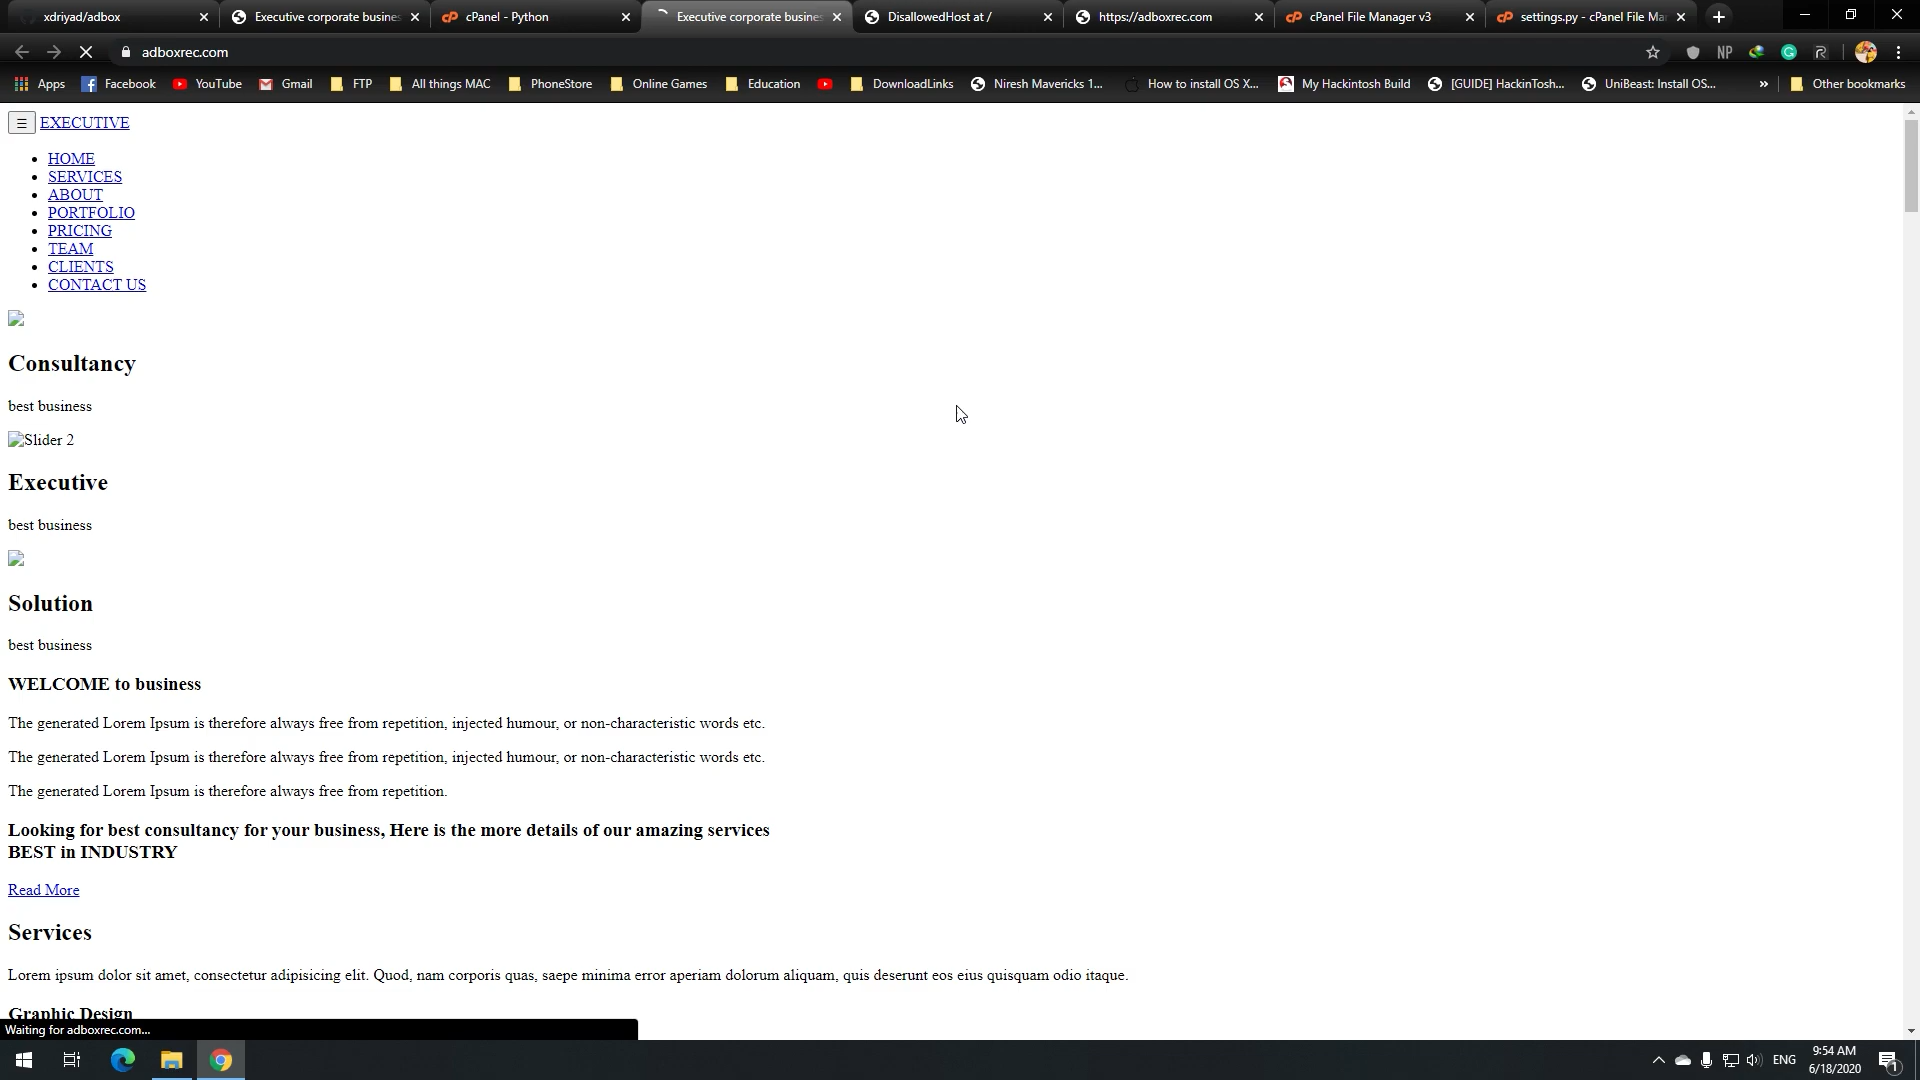 xdriyad/adbox
Executive corporate busines
cPanel - Python
Executive corporate busines
DisallowedHost at /
https://adboxrec.com
cPanel File Manager v3
settings.py - cPanel File Ma
adboxrec.com
NP
Apps
Facebook
YouTube
Gmail
FTP
All things MAC
PhoneStore
Online Games
Education
DownloadLinks
Niresh Mavericks 1...
How to install OS X...
My Hackintosh Build
[GUIDE] HackinTosh...
UniBeast: Install OS...
»
Other bookmarks
☰ EXECUTIVE
• HOME
• SERVICES
• ABOUT
• PORTFOLIO
• PRICING
• TEAM
• CLIENTS
• CONTACT US
Consultancy
best business
Slider 2
Executive
best business
Solution
best business
WELCOME to business
The generated Lorem Ipsum is therefore always free from repetition, injected humour, or non-characteristic words etc.
The generated Lorem Ipsum is therefore always free from repetition, injected humour, or non-characteristic words etc.
The generated Lorem Ipsum is therefore always free from repetition.
Looking for best consultancy for your business, Here is the more details of our amazing services
BEST in INDUSTRY
Read More
Services
Lorem ipsum dolor sit amet, consectetur adipisicing elit. Quod, nam corporis quas, saepe minima error aperiam dolorum aliquam, quis deserunt eos eius quisquam odio itaque.
Graphic Design
Waiting for adboxrec.com...
ENG
9:54 AM
6/18/2020
1